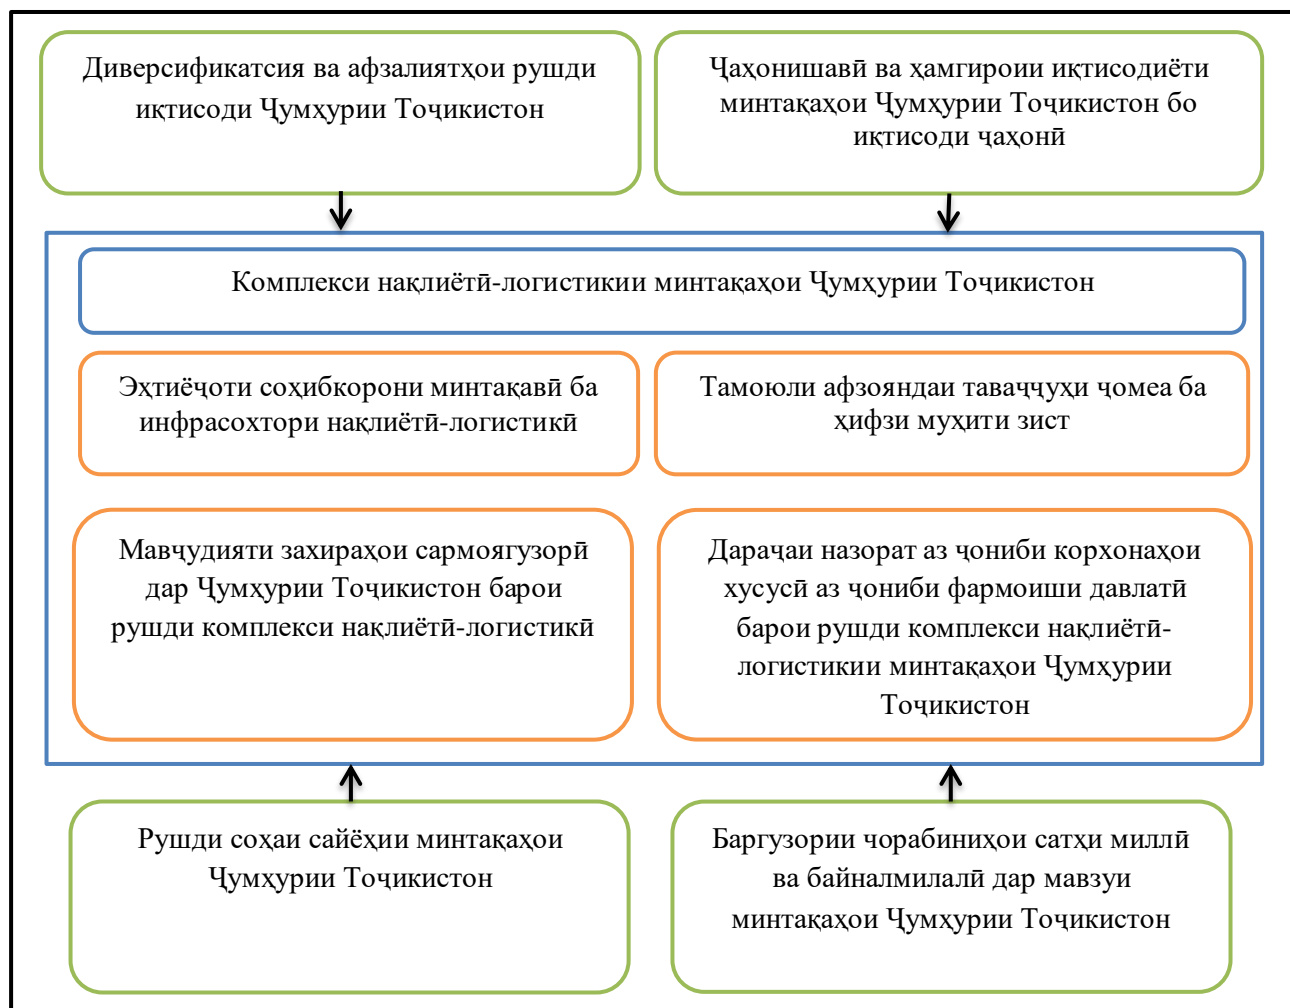 Диверсификатсия ва афзалиятҳои рушди
иқтисоди Ҷумҳурии Тоҷикистон
Ҷаҳонишавӣ ва ҳамгироии иқтисодиёти
минтақаҳои Ҷумҳурии Тоҷикистон бо
иқтисоди ҷаҳонӣ
Комплекси нақлиётӣ-логистикии минтақаҳои Ҷумҳурии Тоҷикистон
Эҳтиёҷоти соҳибкорони минтақавӣ ба
инфрасохтори нақлиётӣ-логистикӣ
Тамоюли афзояндаи таваҷҷуҳи ҷомеа ба
ҳифзи муҳити зист
Мавҷудияти захираҳои сармоягузорӣ
дар Ҷумҳурии Тоҷикистон барои
рушди комплекси нақлиётӣ-логистикӣ
Дараҷаи назорат аз ҷониби корхонаҳои
хусусӣ аз ҷониби фармоиши давлатӣ
барои рушди комплекси нақлиётӣ-
логистикии минтақаҳои Ҷумҳурии
Тоҷикистон
Рушди соҳаи сайёҳии минтақаҳои
Ҷумҳурии Тоҷикистон
Баргузории чорабиниҳои сатҳи миллӣ
ва байналмилалӣ дар мавзуи
минтақаҳои Ҷумҳурии Тоҷикистон